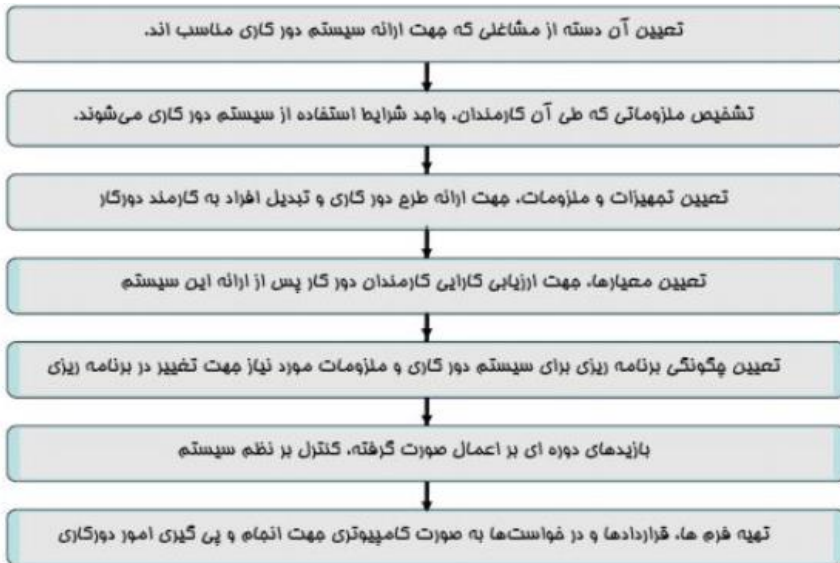 تعیین آن دسته از مشاغلی که جهت ارائه سیستم دور کاری مناسب اند.
تشخیص ملزوماتی که طی آن کارمندان، واجد شرایط استفاده از سیستم دور کاری می‌شوند.
تعیین تجهیزات و ملزومات، جهت ارائه طرح دور کاری و تبدیل افراد به کارمند دورکار
تعیین معیارها، جهت ارزیابی کارایی کارمندان دور کار پس از ارائه این سیستم
تعیین چگونگی برنامه ریزی برای سیستم دور کاری و ملزومات مورد نیاز جهت تغییر در برنامه ریزی
بازیدهای دوره ای بر اعمال صورت گرفته، کنترل بر نظم سیستم
تهیه فرم ها، قراردادها و در خواست‌ها به صورت کامپیوتری جهت انجام و پی گیری امور دورکاری